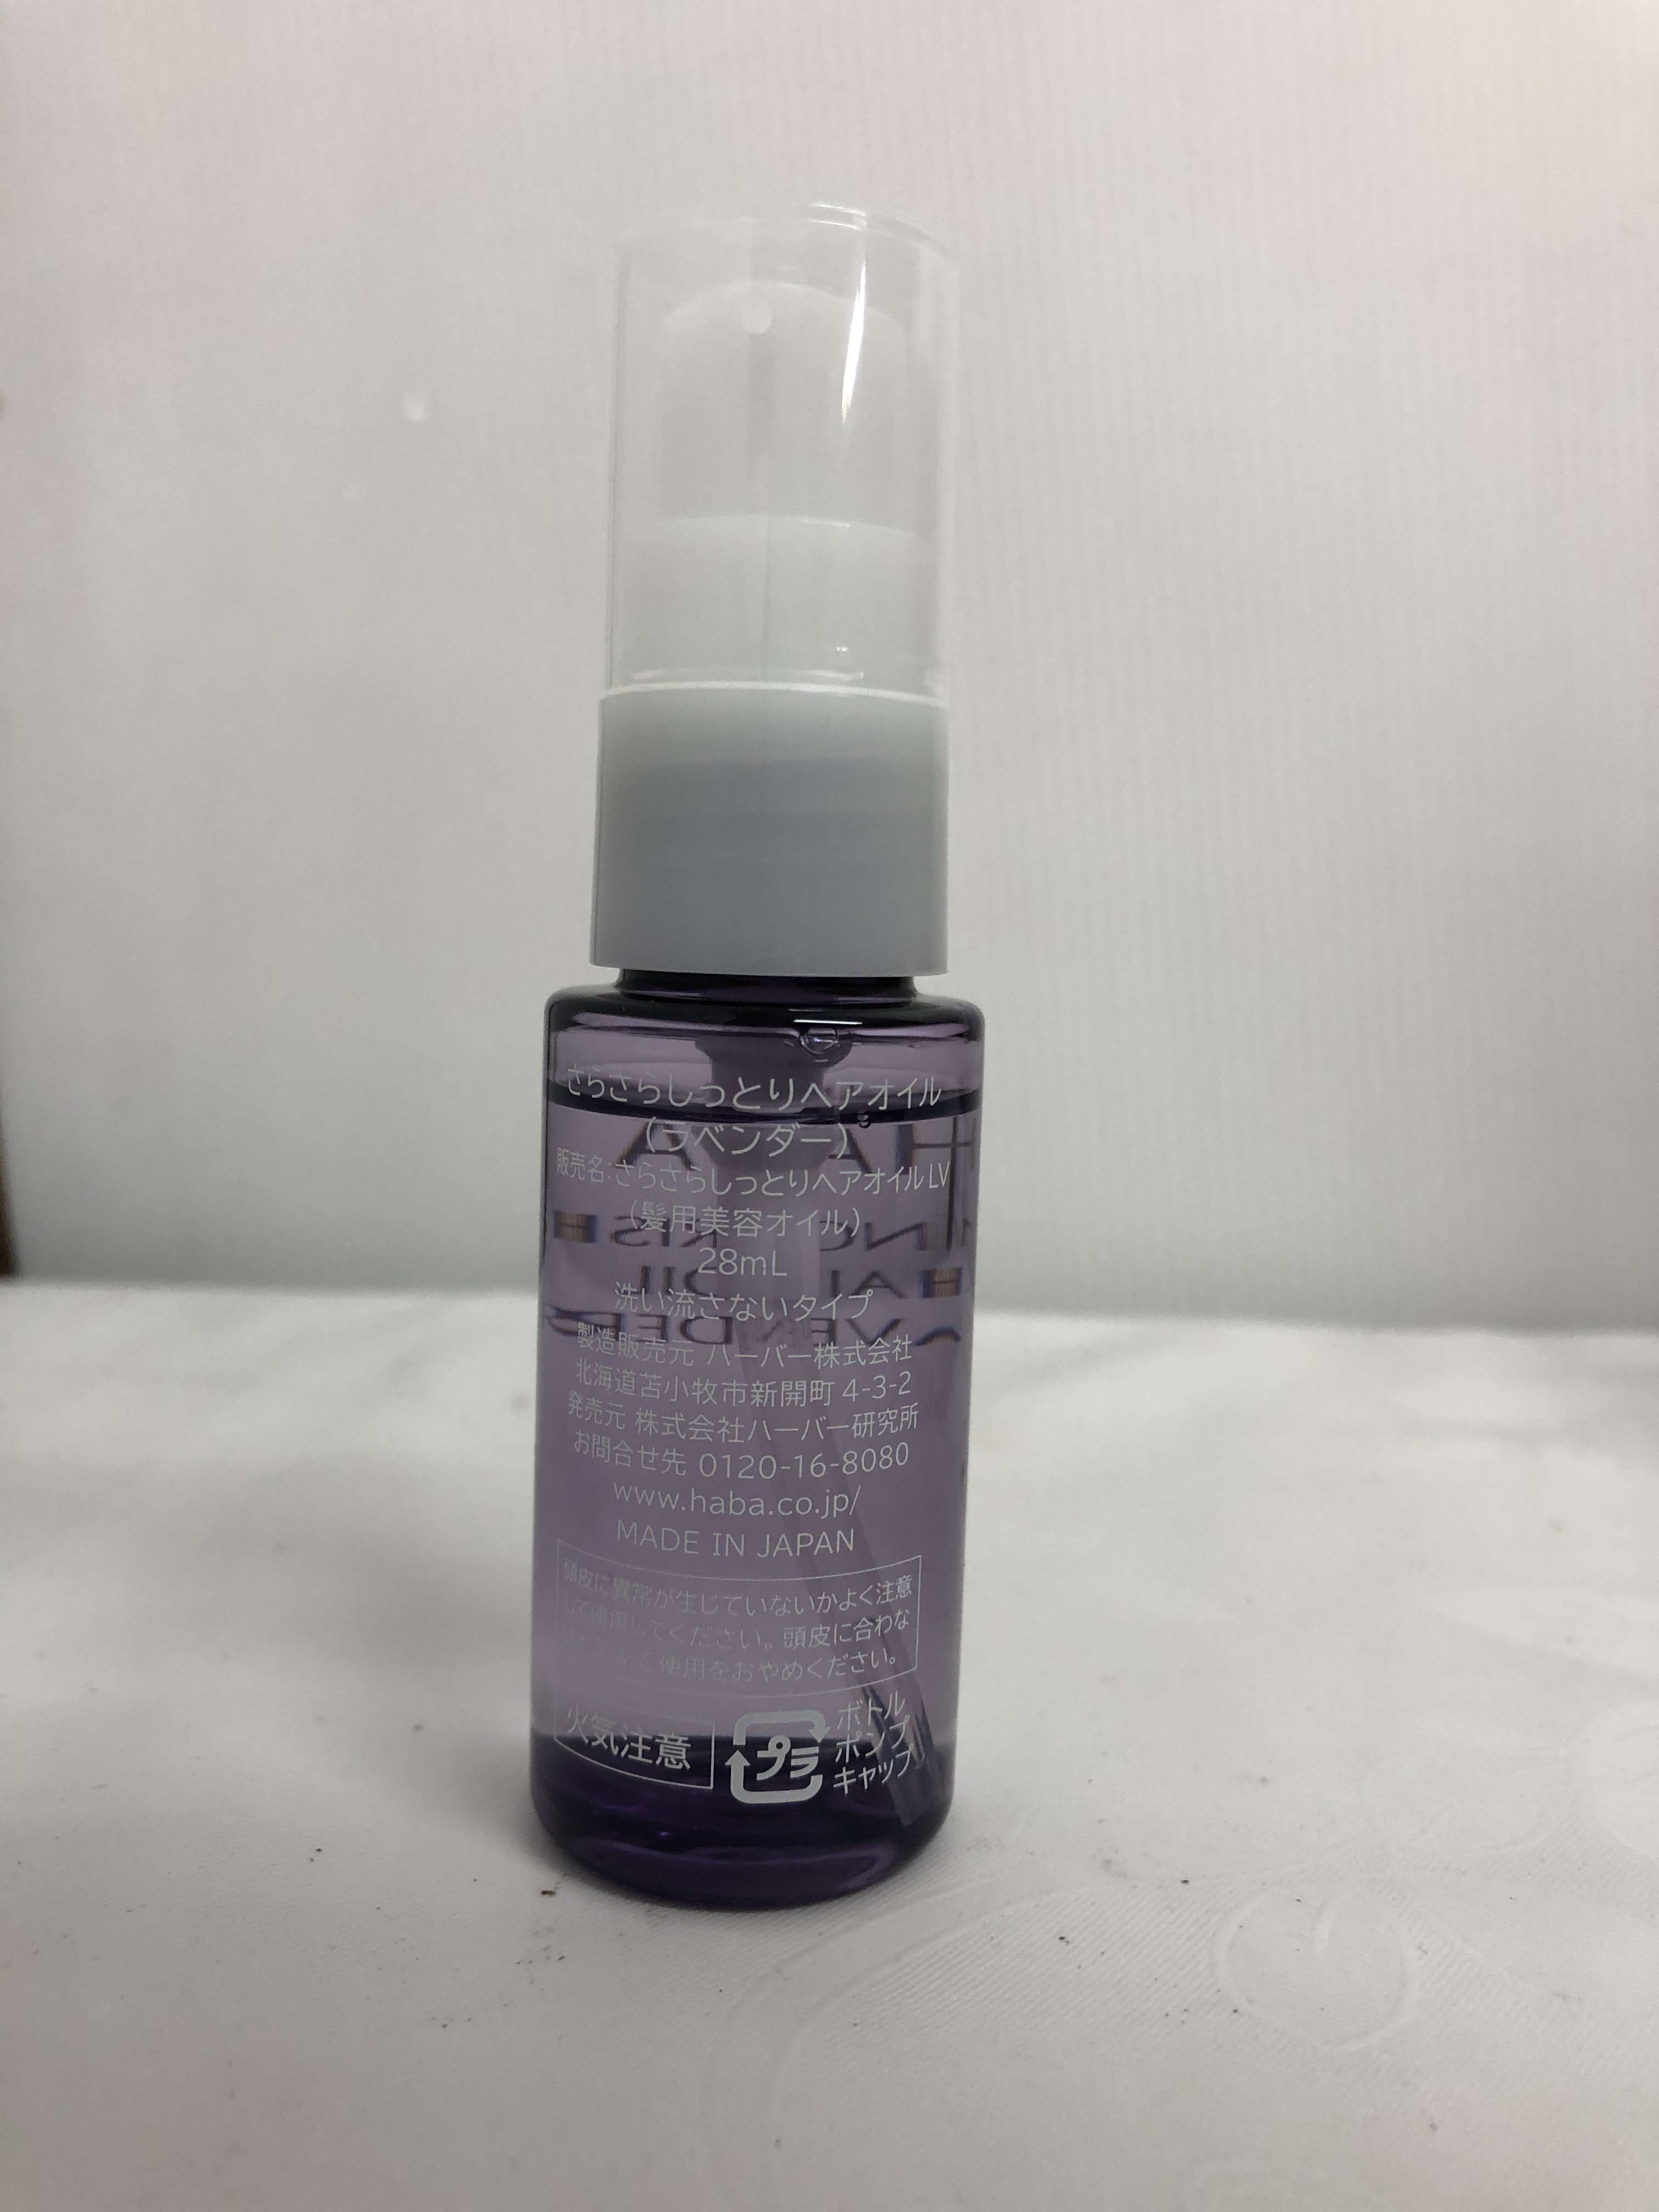 さらさらしっとりヘアオイル
（ラベンダー）
販売名:さらさらしっとりヘアオイルLV
（髪用美容オイル）
28mL
洗い流さないタイプ
製造販売元 ハーバー株式会社
北海道苫小牧市新開町 4-3-2
発売元 株式会社ハーバー研究所
お問合せ先 0120-16-8080
www.haba.co.jp/
MADE IN JAPAN
頭皮に異常が生じていないかよく注意
して使用してください。頭皮に合わな
ご使用をおやめください。
火気注意
プラ
ボトル
ポンプ
キャップ